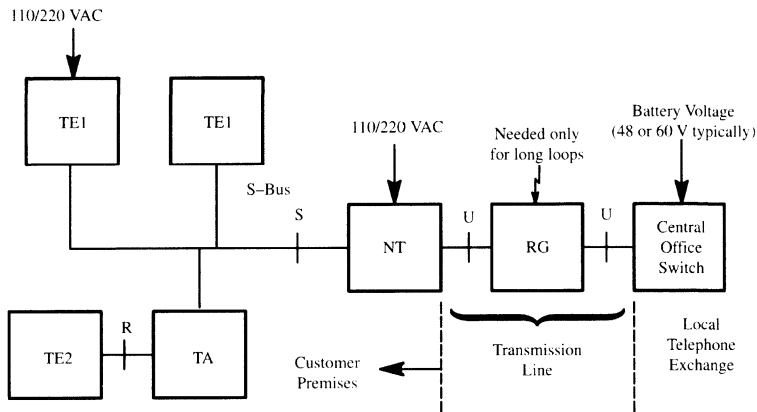 110/220 VAC
TE1
TE1
S–Bus
S
110/220 VAC
NT
U
Needed only
for long loops
RG
U
Battery Voltage
(48 or 60 V typically)
Central
Office
Switch
TE2
R
TA
Customer
Premises
Transmission
Line
Local
Telephone
Exchange